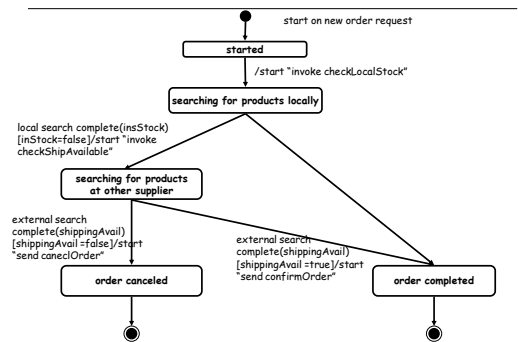 start on new order request
started
/start “invoke checkLocalStock”
searching for products locally
local search complete(insStock)
[inStock=false]/start “invoke
checkShipAvailable”
searching for products
at other supplier
external search
complete(shippingAvail)
[shippingAvail =false]/start
“send caneclOrder”
external search
complete(shippingAvail)
[shippingAvail =true]/start
“send confirmOrder”
order canceled
order completed